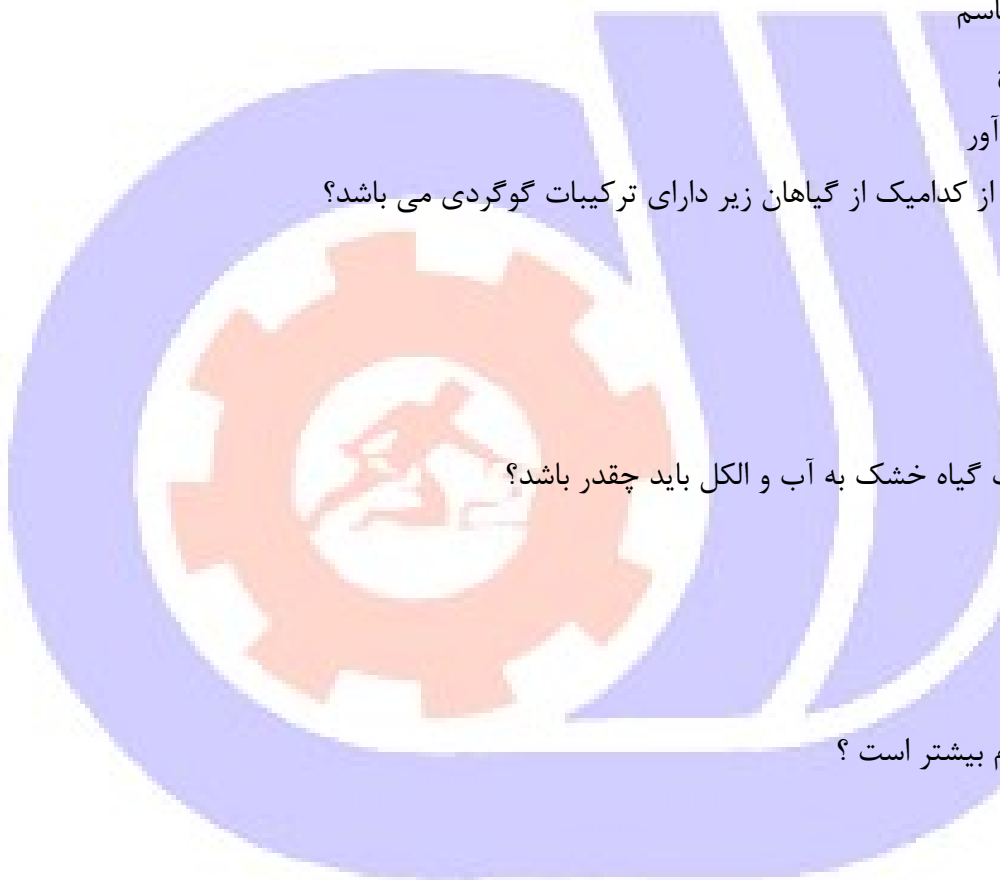 آور
از کدامیک از گیاهان زیر دارای ترکیبات گوگردی می باشد؟
گیاه خشک به آب و الکل باید چقدر باشد؟
بیشتر است ؟